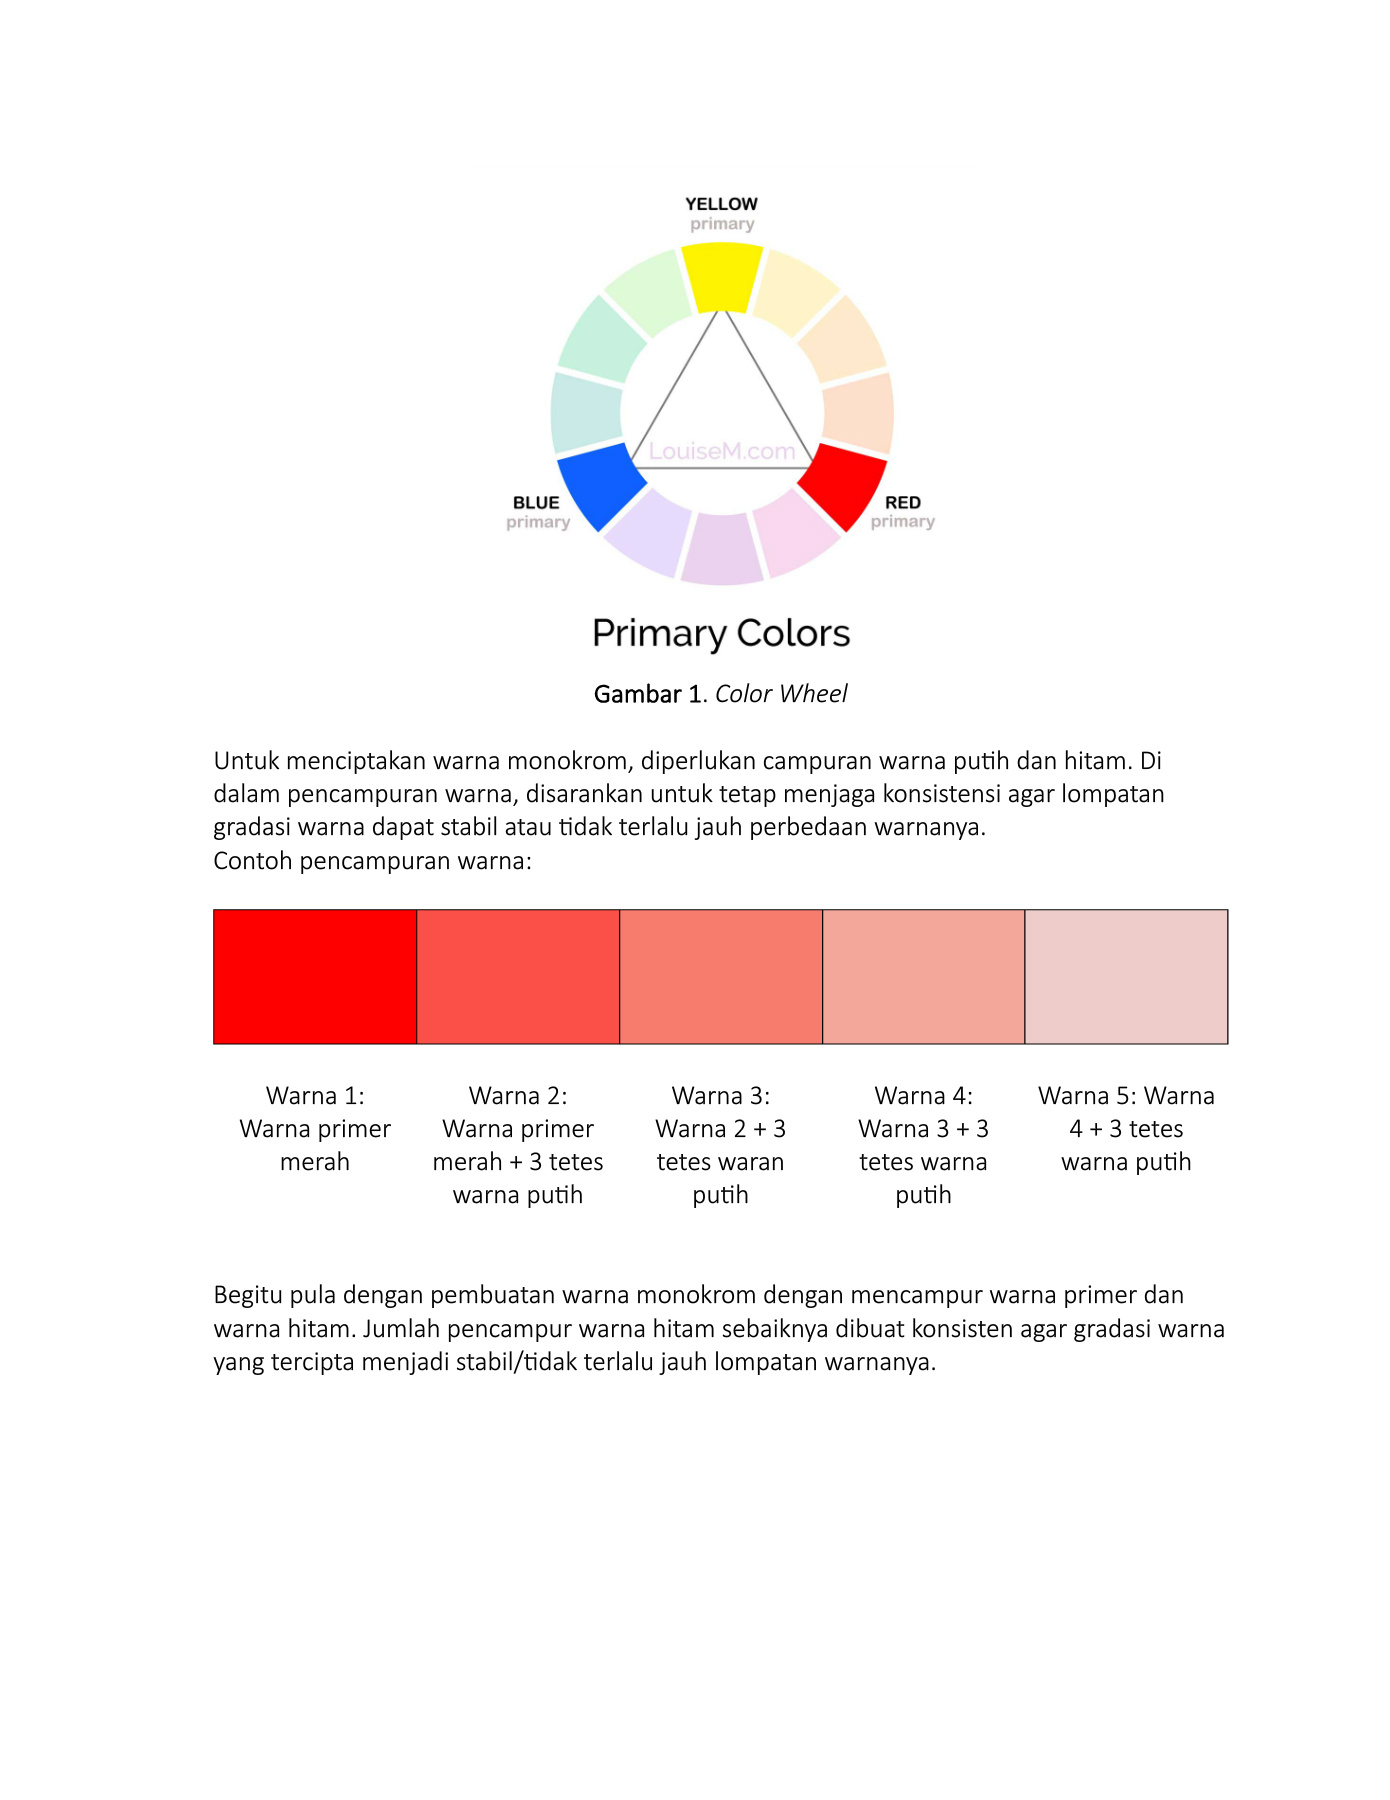 YELLOW
primary
LouiseM.com
BLUE
primary
RED
primary
Primary Colors
Gambar 1. Color Wheel
Untuk menciptakan warna monokrom, diperlukan campuran warna putih dan hitam. Di
dalam pencampuran warna, disarankan untuk tetap menjaga konsistensi agar lompatan
gradasi warna dapat stabil atau tidak terlalu jauh perbedaan warnanya.
Contoh pencampuran warna:
Warna 1:
Warna primer
merah
Warna 2:
Warna primer
merah + 3 tetes
warna putih
Warna 3:
Warna 2 + 3
tetes waran
putih
Warna 4:
Warna 3 + 3
tetes warna
putih
Warna 5: Warna
4 + 3 tetes
warna putih
Begitu pula dengan pembuatan warna monokrom dengan mencampur warna primer dan
warna hitam. Jumlah pencampur warna hitam sebaiknya dibuat konsisten agar gradasi warna
yang tercipta menjadi stabil/tidak terlalu jauh lompatan warnanya.